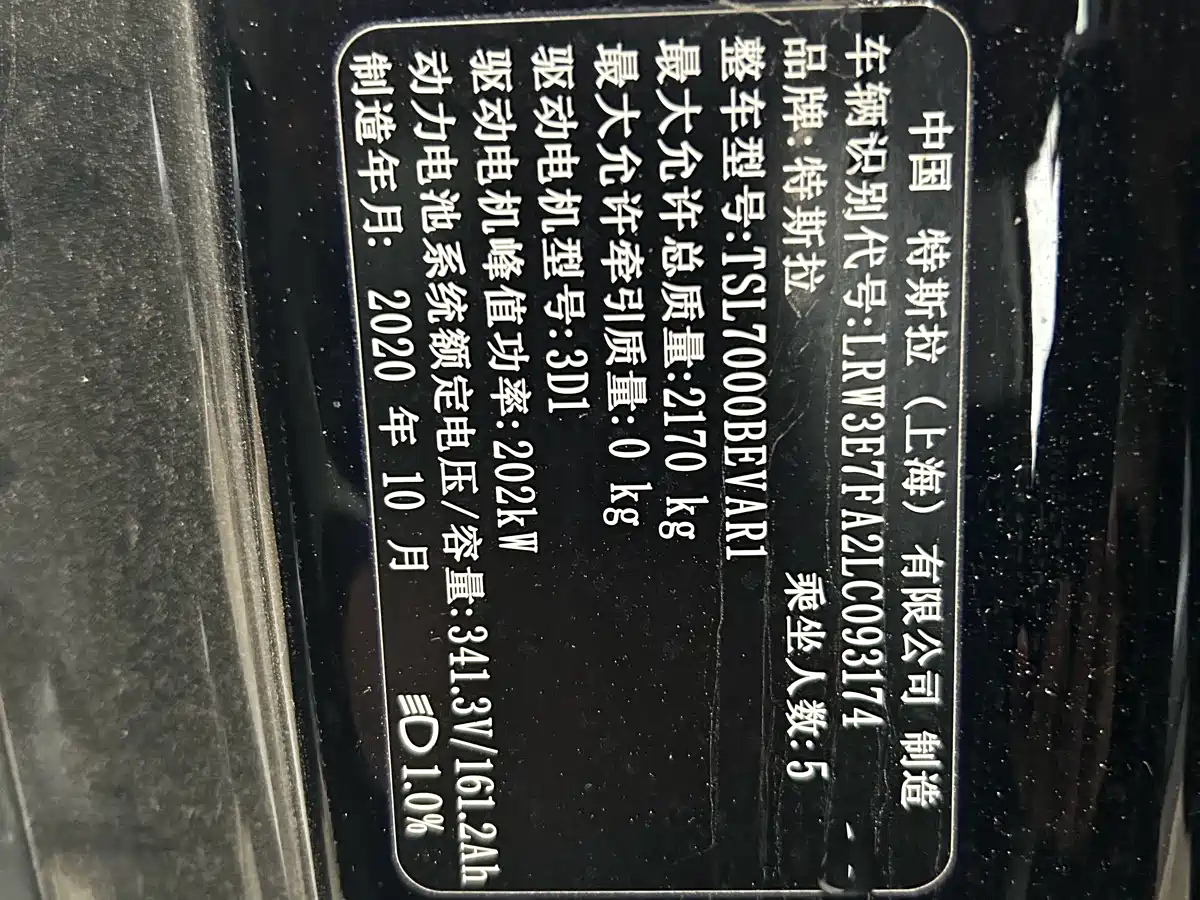 中国 特斯拉（上海）有限公司 制造
车辆识别代号:LRW3E7FA2LC093174
品牌:特斯拉 乘坐人数:5
整车型号:TSL7000BEVAR1
最大允许总质量:2170 kg
最大允许牵引质量:0 kg
驱动电机型号:3D1
驱动电机峰值功率:202kW
动力电池系统额定电压/容量:341.3V/161.2Ah
制造年月: 2020 年 10 月 1.0%